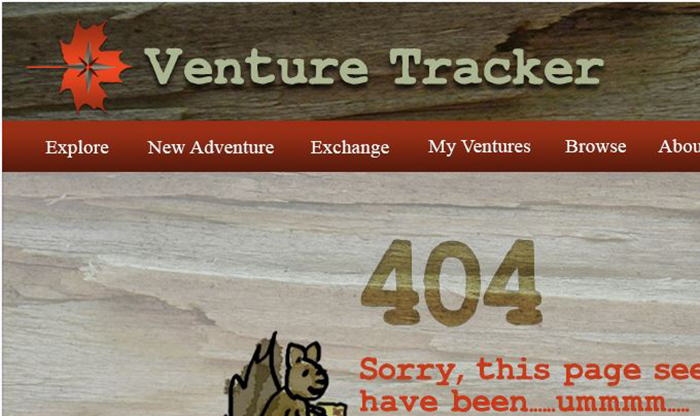 Venture Tracker
Explore New Adventure Exchange My Ventures Browse Abou
404
Sorry, this page see
have been......ummmm.....